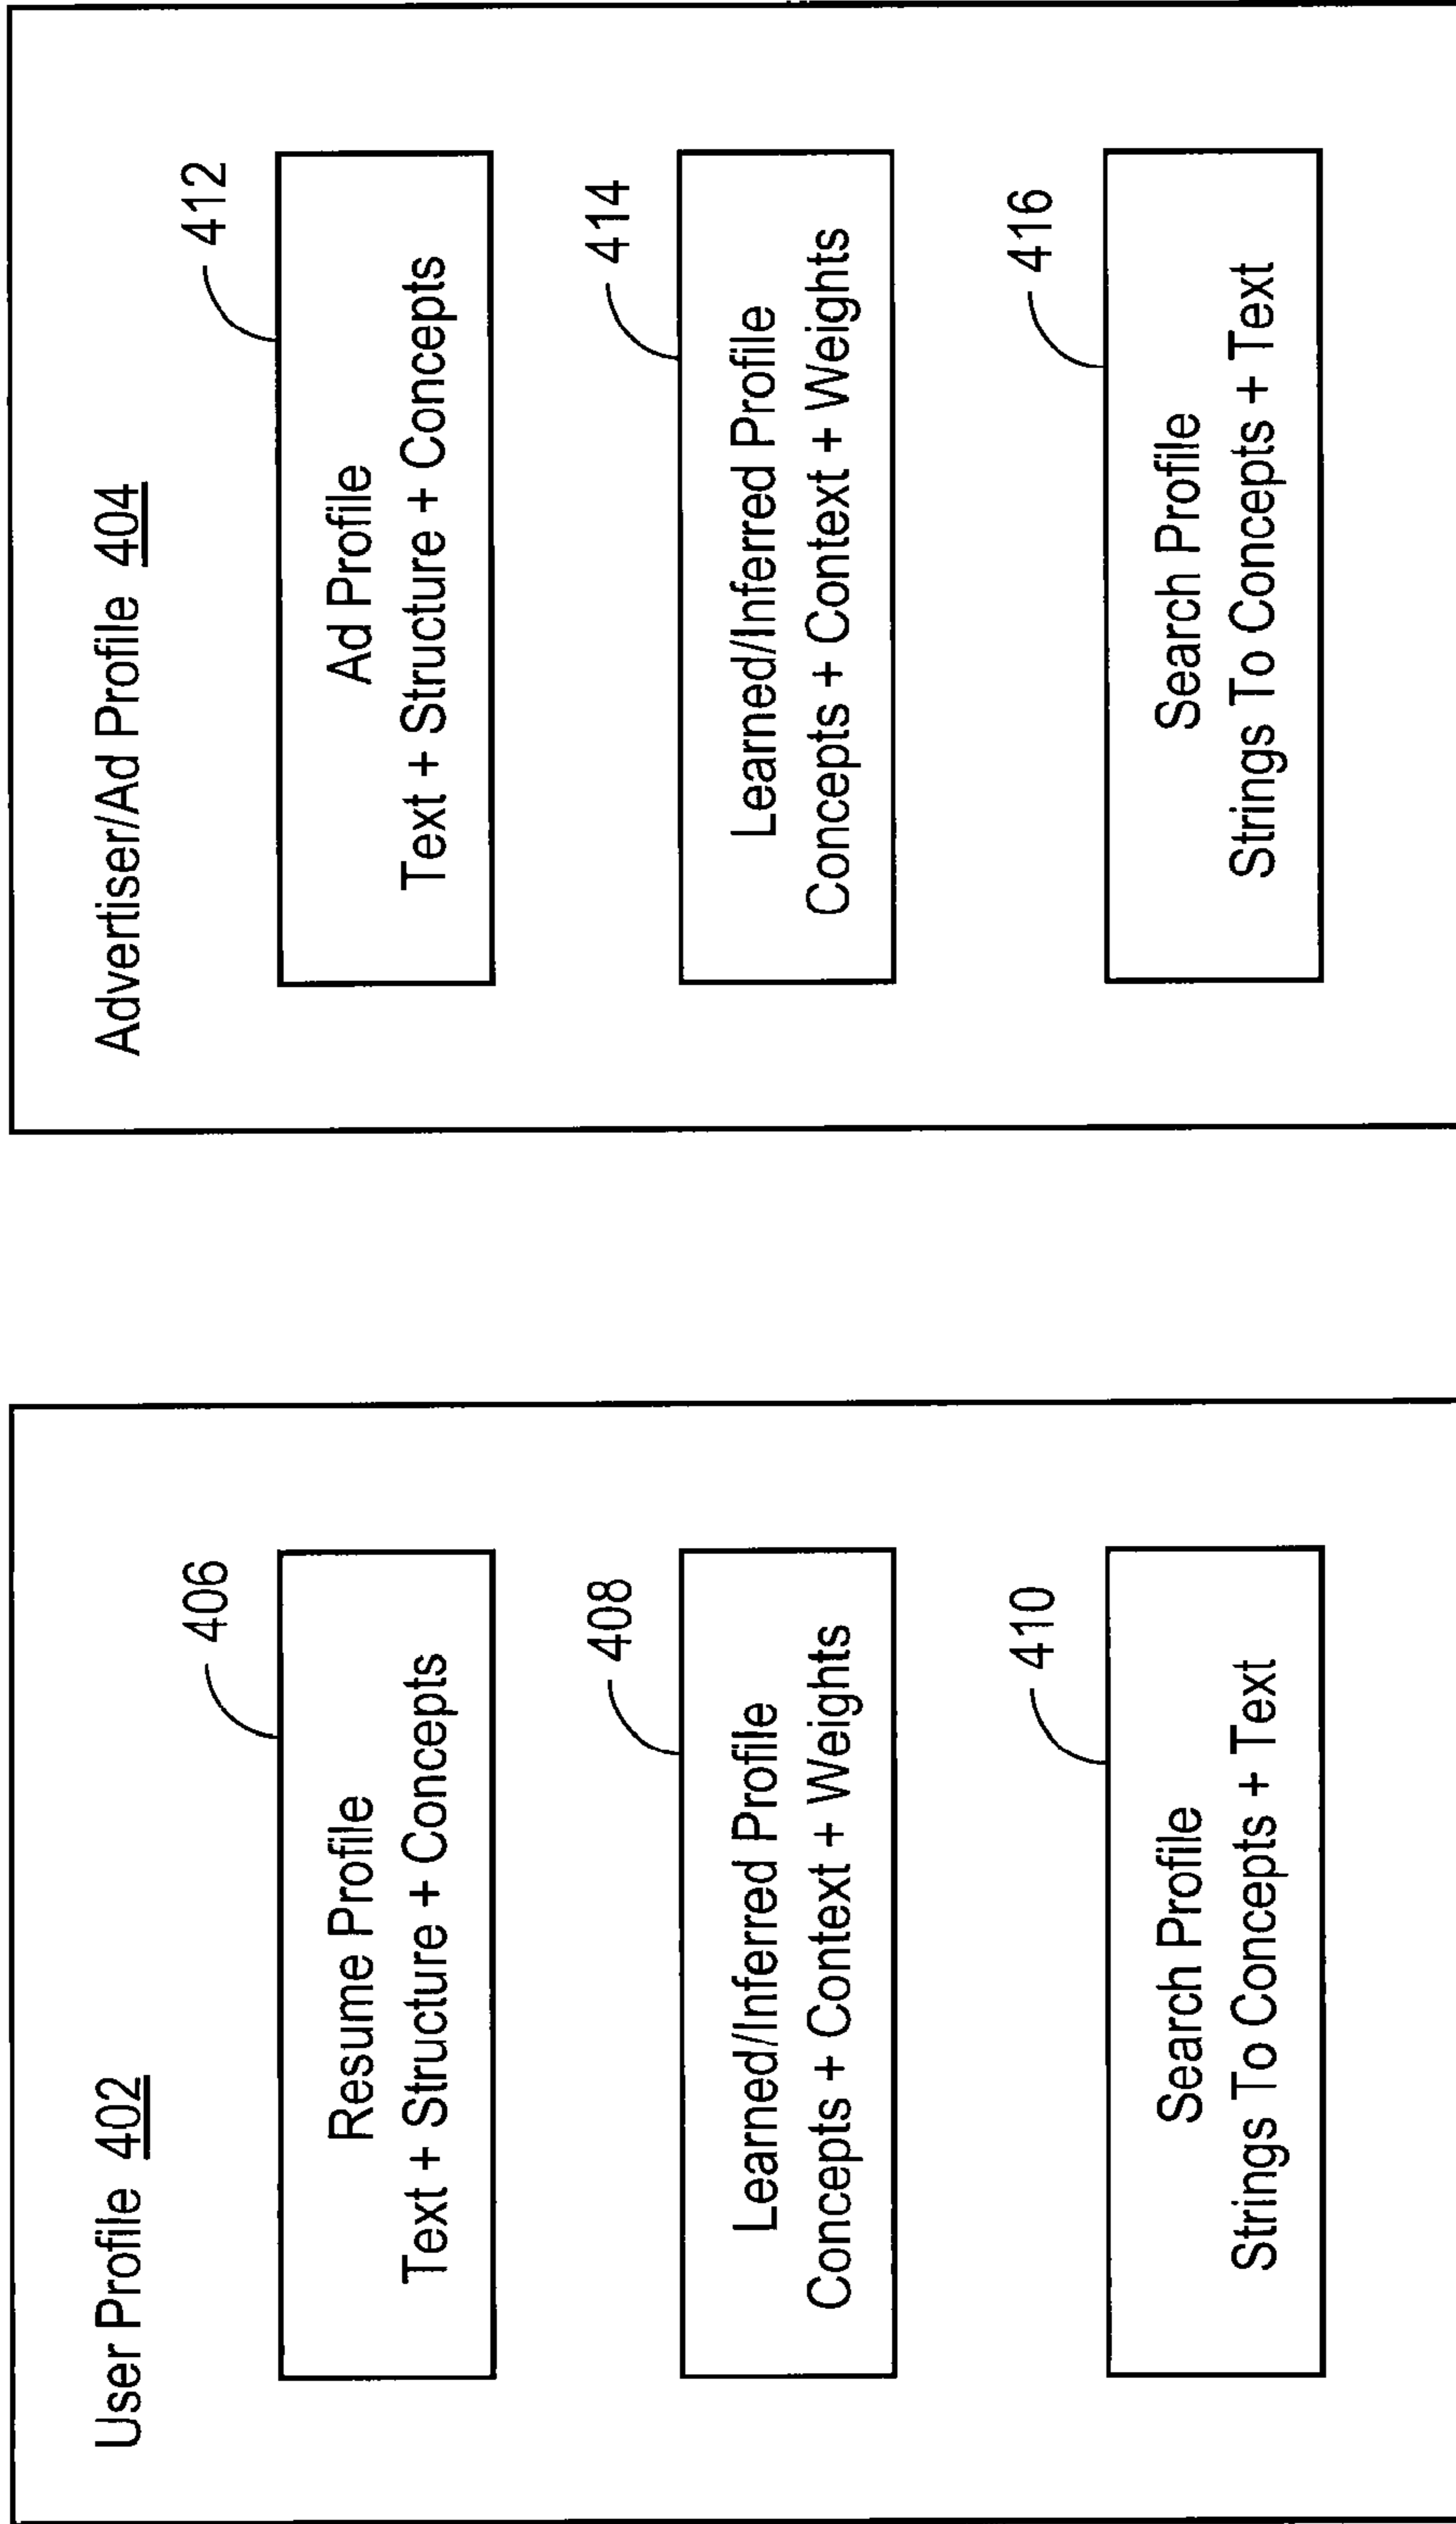 User Profile 402
406
Resume Profile
Text + Structure + Concepts
408
Learned/Inferred Profile
Concepts + Context + Weights
410
Search Profile
Strings To Concepts + Text
Advertiser/Ad Profile 404
412
Ad Profile
Text + Structure + Concepts
414
Learned/Inferred Profile
Concepts + Context + Weights
416
Search Profile
Strings To Concepts + Text